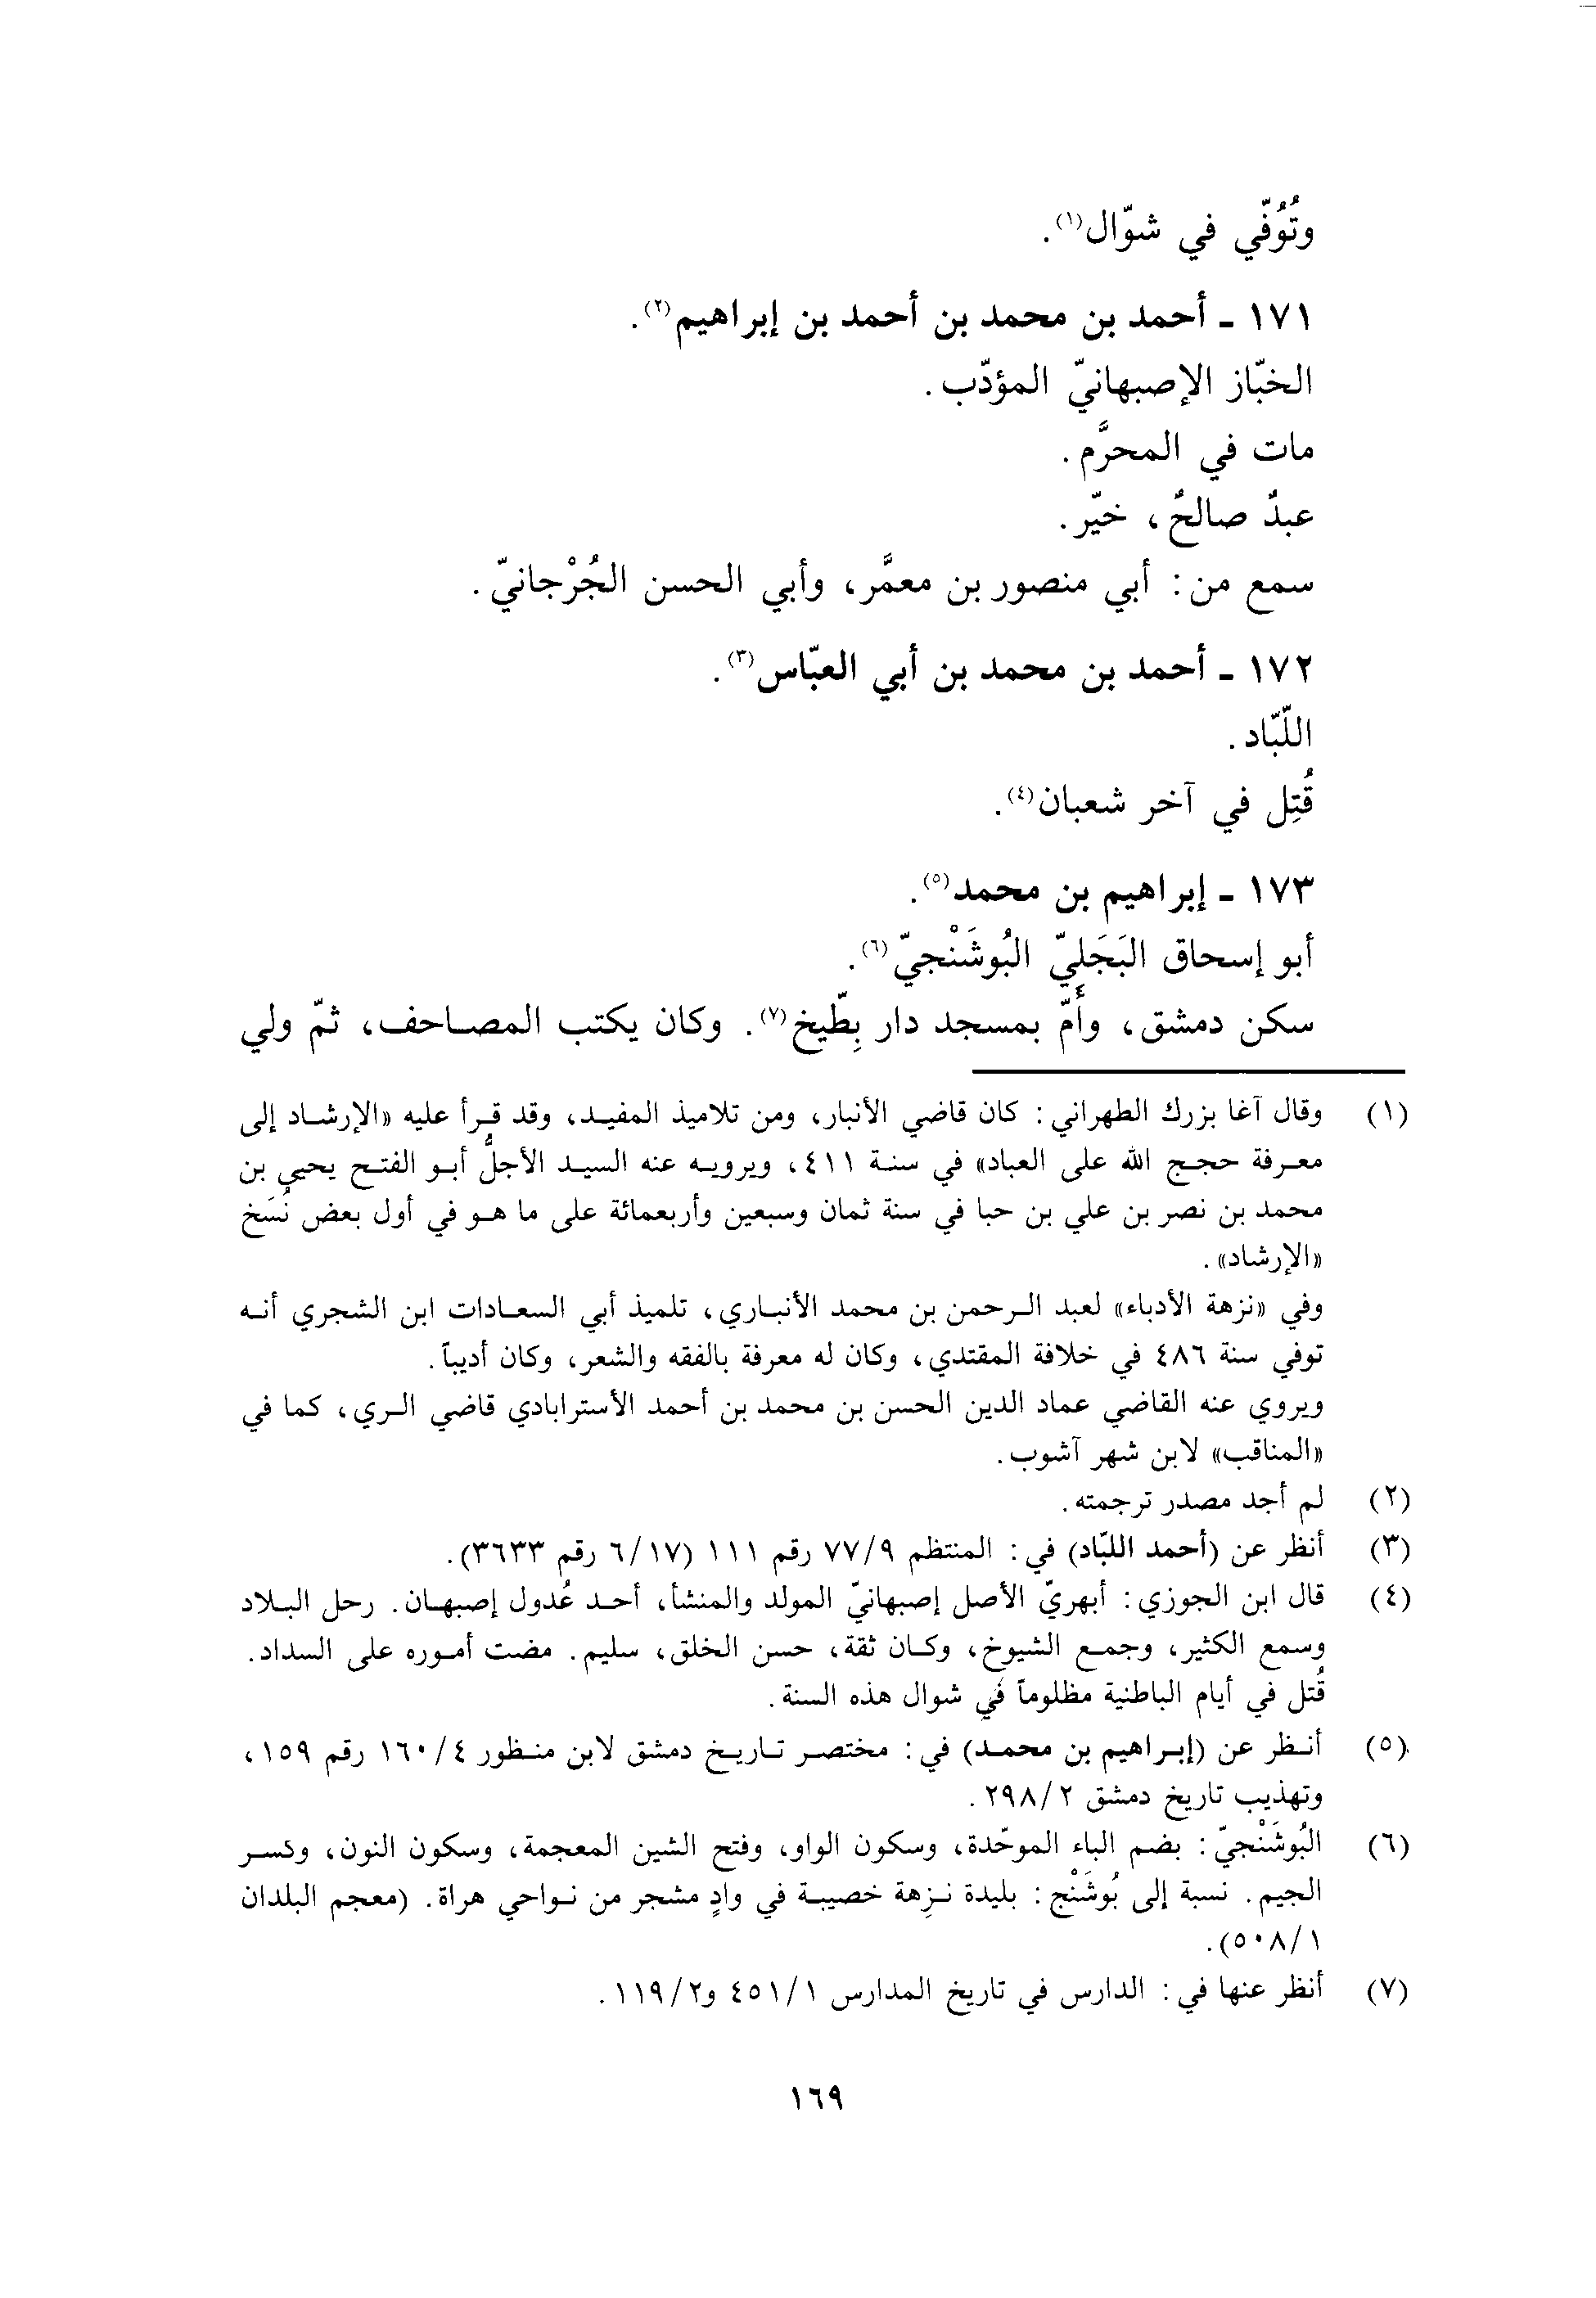 وتُوُفّي في شوّال(١).
١٧١ ـ أحمد بن محمد بن أحمد بن إبراهيم(٢).
الخبّاز الإصبهانيّ المؤدّب.
مات في المحرَّم.
عبدٌ صالحٌ، خيّر.
سمع من: أبي منصور بن معمَّر، وأبي الحسن الجُرْجانيّ.
١٧٢ ـ أحمد بن محمد بن أبي العبّاس(٣).
اللّبّاد.
قُتِل في آخر شعبان(٤).
١٧٣ ـ إبراهيم بن محمد(٥).
أبو إسحاق البَجَليّ البُوشَنْجيّ(٦).
سكن دمشق، وأَمّ بمسجد دار بِطّيخ(٧). وكان يكتب المصاحف، ثمّ ولي
(١) وقال آغا بزرك الطهراني: كان قاضي الأنبار، ومن تلاميذ المفيد، وقد قرأ عليه «الإرشاد إلى
معرفة حجج الله على العباد» في سنة ٤١١، ويرويه عنه السيد الأجلُّ أبو الفتح يحيى بن
محمد بن نصر بن علي بن حبا في سنة ثمان وسبعين وأربعمائة على ما هو في أول بعض نُسَخ
«الإرشاد».
وفي «نزهة الأدباء» لعبد الرحمن بن محمد الأنباري، تلميذ أبي السعادات ابن الشجري أنه
توفي سنة ٤٨٦ في خلافة المقتدي، وكان له معرفة بالفقه والشعر، وكان أديباً.
ويروي عنه القاضي عماد الدين الحسن بن محمد بن أحمد الأسترابادي قاضي الري، كما في
«المناقب» لابن شهر آشوب.
(٢) لم أجد مصدر ترجمته.
(٣) أنظر عن (أحمد اللبّاد) في: المنتظم ٧٧/٩ رقم ١١١ (٦/١٧ رقم ٣٦٣٣).
(٤) قال ابن الجوزي: أبهريّ الأصل إصبهانيّ المولد والمنشأ، أحد عُدول إصبهان. رحل البلاد
وسمع الكثير، وجمع الشيوخ، وكان ثقة، حسن الخلق، سليم. مضت أموره على السداد.
قُتل في أيام الباطنية مظلوماً في شوال هذه السنة.
(٥) أنظر عن (إبراهيم بن محمد) في: مختصر تاريخ دمشق لابن منظور ١٦٠/٤ رقم ١٥٩،
وتهذيب تاريخ دمشق ٢٩٨/٢.
(٦) البُوشَنْجيّ: بضم الباء الموحّدة، وسكون الواو، وفتح الشين المعجمة، وسكون النون، وكسر
الجيم. نسبة إلى بُوشَنْج: بليدة نزِهة خصيبة في وادٍ مشجر من نواحي هراة. (معجم البلدان
٥٠٨/١).
(٧) أنظر عنها في: الدارس في تاريخ المدارس ٤٥١/١ و١١٩/٢.
١٦٩